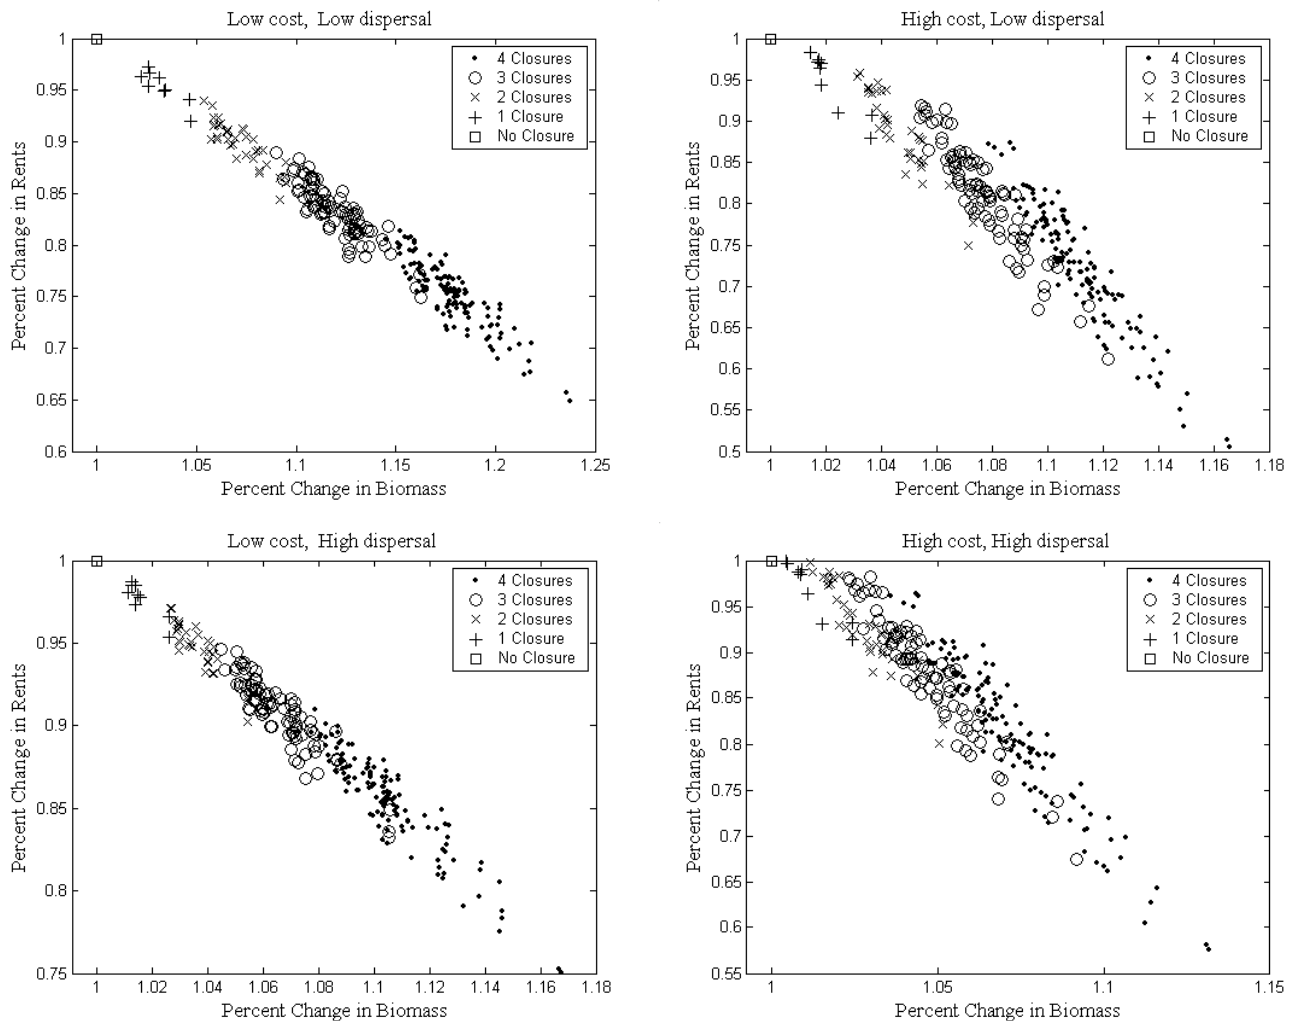 Low cost, Low dispersal
1
0.95
0.9
0.85
0.8
0.75
0.7
0.65
0.6
Percent Change in Rents
4 Closures
3 Closures
2 Closures
1 Closure
No Closure
1 1.05 1.1 1.15 1.2 1.25
Percent Change in Biomass
High cost, Low dispersal
1
0.95
0.9
0.85
0.8
0.75
0.7
0.65
0.6
0.55
0.5
Percent Change in Rents
4 Closures
3 Closures
2 Closures
1 Closure
No Closure
1 1.02 1.04 1.06 1.08 1.1 1.12 1.14 1.16 1.18
Percent Change in Biomass
Low cost, High dispersal
1
0.95
0.9
0.85
0.8
0.75
Percent Change in Rents
4 Closures
3 Closures
2 Closures
1 Closure
No Closure
1 1.02 1.04 1.06 1.08 1.1 1.12 1.14 1.16 1.18
Percent Change in Biomass
High cost, High dispersal
1
0.95
0.9
0.85
0.8
0.75
0.7
0.65
0.6
0.55
Percent Change in Rents
4 Closures
3 Closures
2 Closures
1 Closure
No Closure
1 1.05 1.1 1.15
Percent Change in Biomass